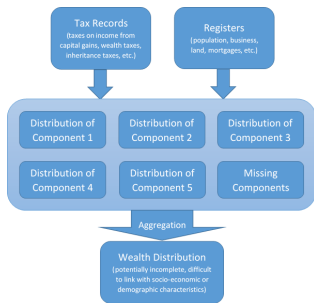 Tax Records
(taxes on income from
capital gains, wealth taxes,
inheritance taxes, etc.)
Registers
(population, business,
land, mortgages, etc.)
Distribution of
Component 1
Distribution of
Component 2
Distribution of
Component 3
Distribution of
Component 4
Distribution of
Component 5
Missing
Components
Aggregation
Wealth Distribution
(potentially incomplete, difficult
to link with socio-economic or
demographic characteristics)